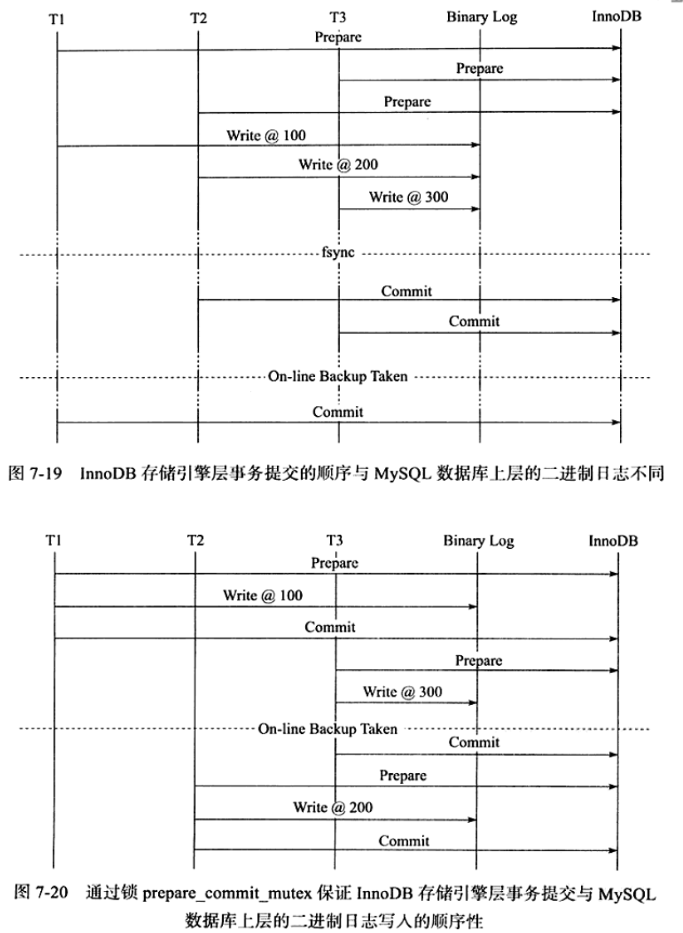 T1 T2 T3 Binary Log InnoDB
Prepare
Prepare
Prepare
Write @ 100
Write @ 200
Write @ 300
fsync
Commit
Commit
On-line Backup Taken
Commit
图 7-19 InnoDB 存储引擎层事务提交的顺序与 MySQL 数据库上层的二进制日志不同
T1 T2 T3 Binary Log InnoDB
Prepare
Write @ 100
Commit
Prepare
Write @ 300
On-line Backup Taken
Commit
Prepare
Write @ 200
Commit
图 7-20 通过锁 prepare_commit_mutex 保证 InnoDB 存储引擎层事务提交与 MySQL
数据库上层的二进制日志写入的顺序性